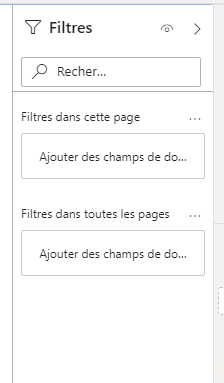 Filtres
Recher...
Filtres dans cette page
Ajouter des champs de do...
Filtres dans toutes les pages
Ajouter des champs de do...